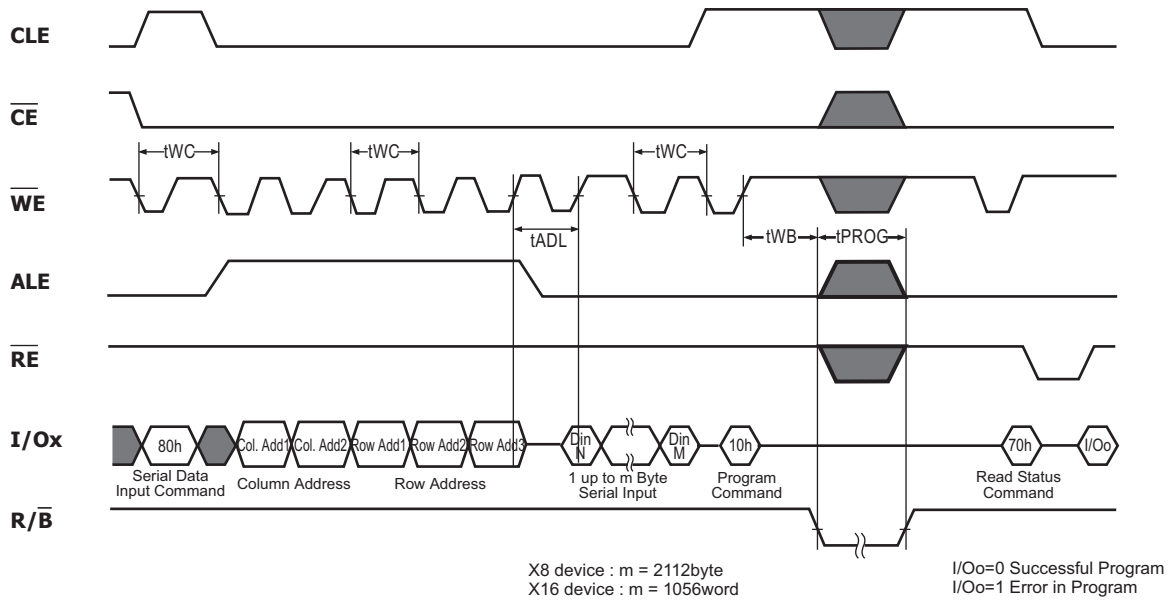 CLE
CE
tWC tWC tWC
WE
tADL tWB tPROG
ALE
RE
I/Ox 80h Col. Add1 Col. Add2 Row Add1 Row Add2 Row Add3 Din N Din M 10h 70h I/Oo
Serial Data Input Command
Column Address
Row Address
1 up to m Byte Serial Input
Program Command
Read Status Command
R/B
X8 device : m = 2112byte
X16 device : m = 1056word
I/Oo=0 Successful Program
I/Oo=1 Error in Program